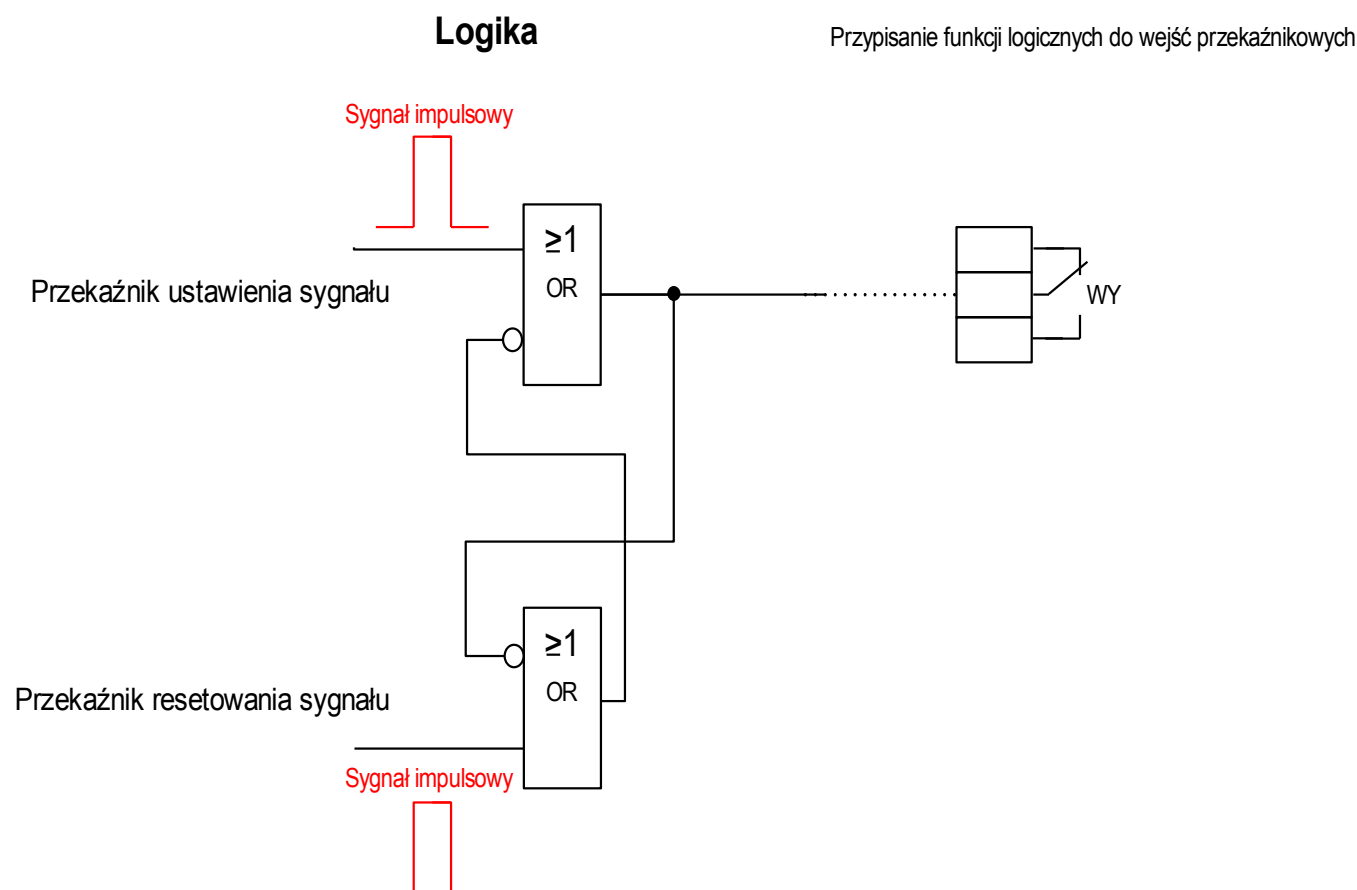 Logika
Przypisanie funkcji logicznych do wejść przekaźnikowych
Sygnał impulsowy
≥1
OR
Przekaźnik ustawienia sygnału
WY
≥1
OR
Przekaźnik resetowania sygnału
Sygnał impulsowy